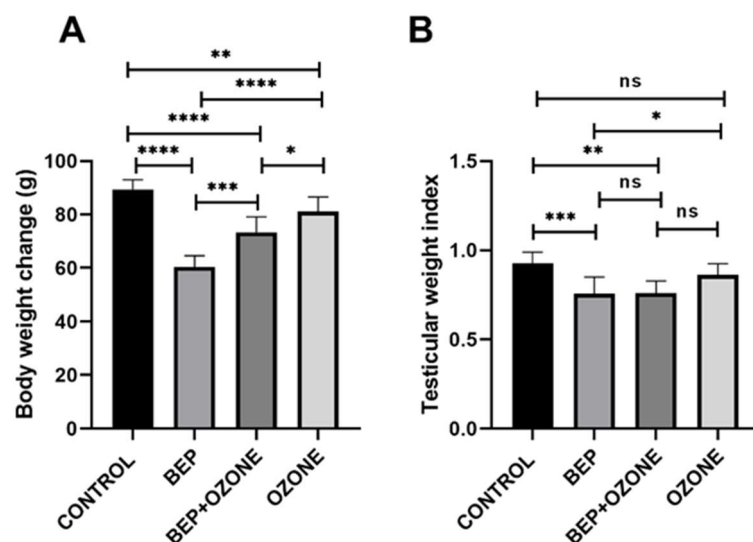 A
**
****
****
****
*
***
Body weight change (g)
100
80
60
40
20
0
CONTROL
BEP
BEP+OZONE
OZONE
B
ns
*
**
ns
***
ns
Testicular weight index
1.5
1.0
0.5
0.0
CONTROL
BEP
BEP+OZONE
OZONE